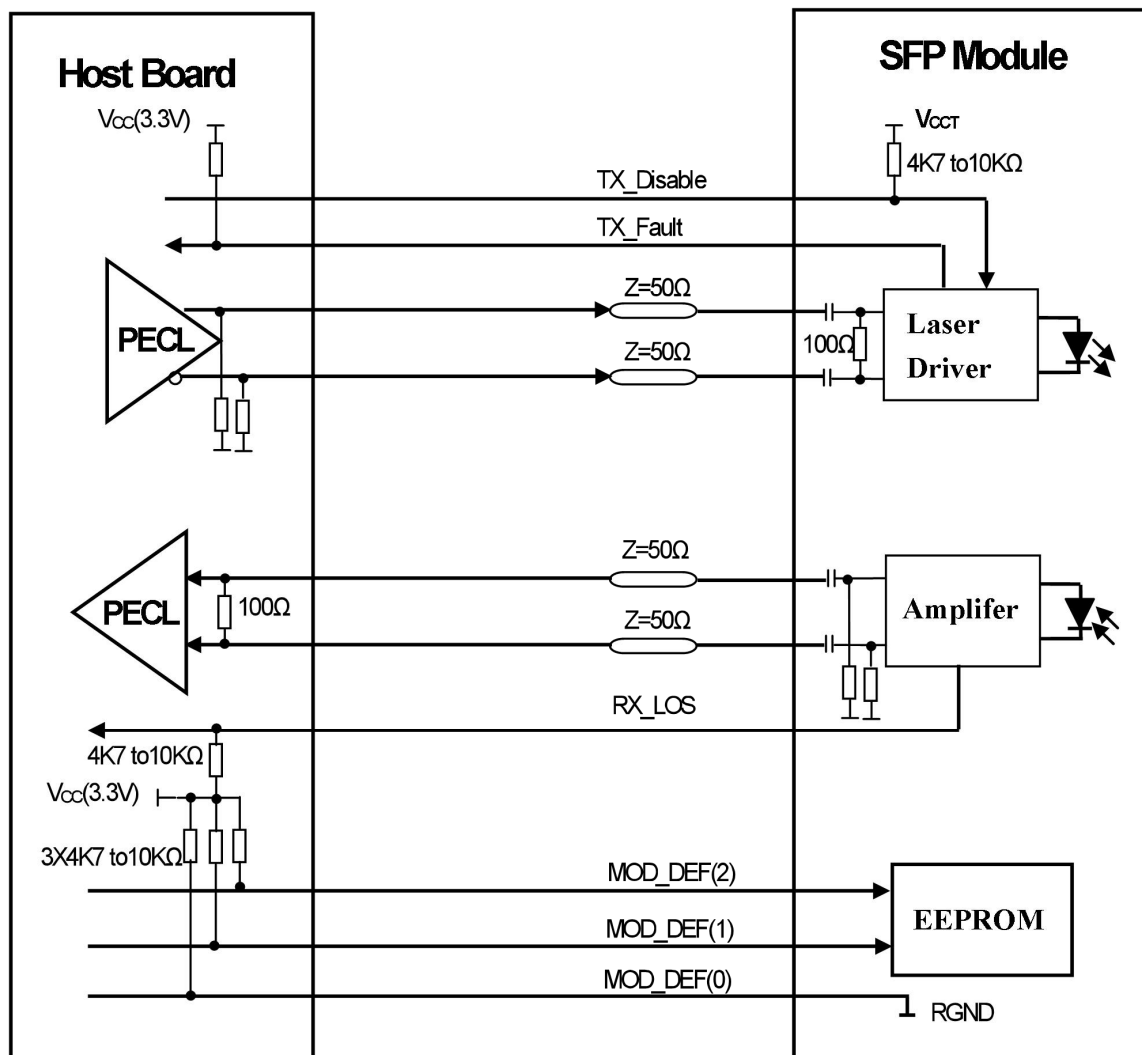 Host Board
SFP Module
VCC(3.3V)
VCCT
4K7 to10KΩ
TX_Disable
TX_Fault
Z=50Ω
PECL
Z=50Ω
100Ω
Laser
Driver
Z=50Ω
PECL
100Ω
Z=50Ω
Amplifer
RX_LOS
4K7 to10KΩ
VCC(3.3V)
3X4K7 to10KΩ
MOD_DEF(2)
EEPROM
MOD_DEF(1)
MOD_DEF(0)
RGND